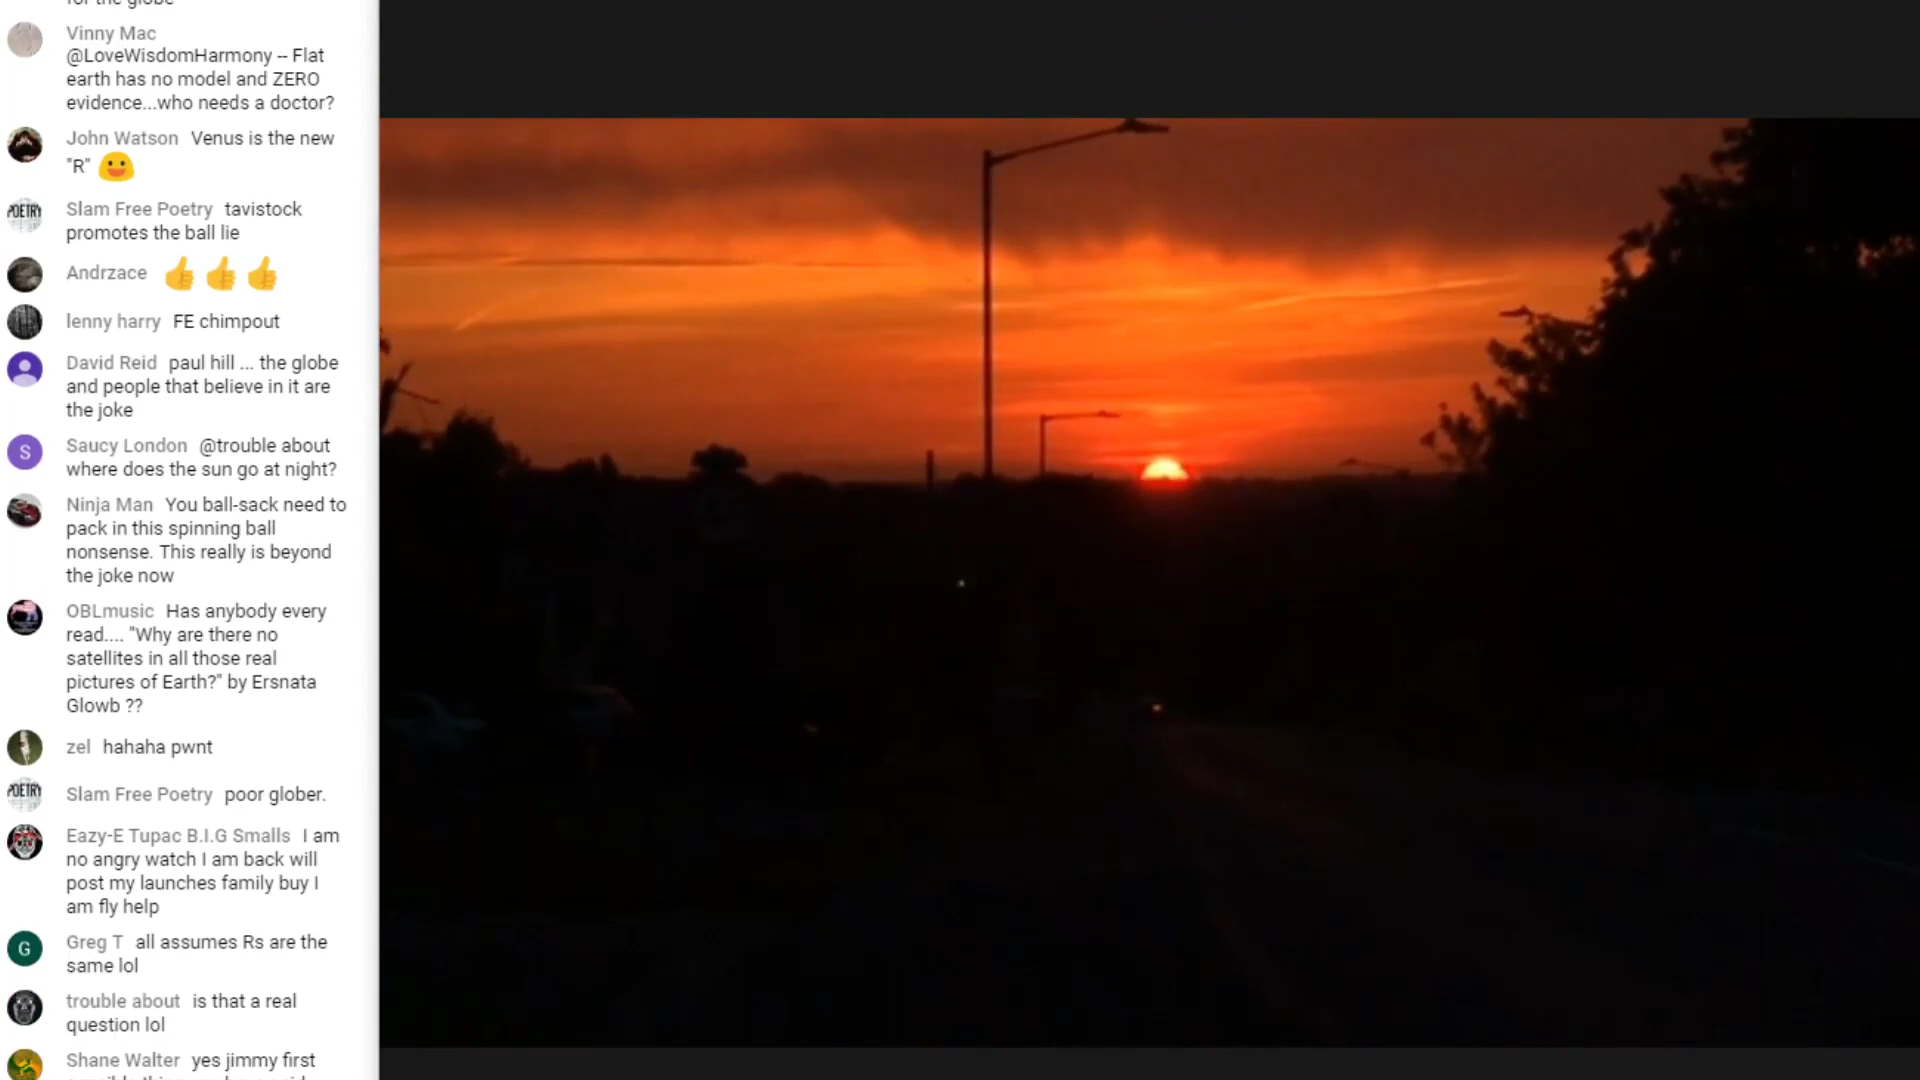 for the globe
Vinny Mac
@LoveWisdomHarmony -- Flat
earth has no model and ZERO
evidence...who needs a doctor?
John Watson Venus is the new
"R"
POETRY
Slam Free Poetry tavistock
promotes the ball lie
Andrzace
lenny harry FE chimpout
David Reid paul hill ... the globe
and people that believe in it are
the joke
S
Saucy London @trouble about
where does the sun go at night?
Ninja Man You ball-sack need to
pack in this spinning ball
nonsense. This really is beyond
the joke now
OBLmusic Has anybody every
read.... "Why are there no
satellites in all those real
pictures of Earth?" by Ersnata
Glowb ??
zel hahaha pwnt
POETRY
Slam Free Poetry poor glober.
Eazy-E Tupac B.I.G Smalls I am
no angry watch I am back will
post my launches family buy I
am fly help
G
Greg T all assumes Rs are the
same lol
trouble about is that a real
question lol
Shane Walter yes jimmy first